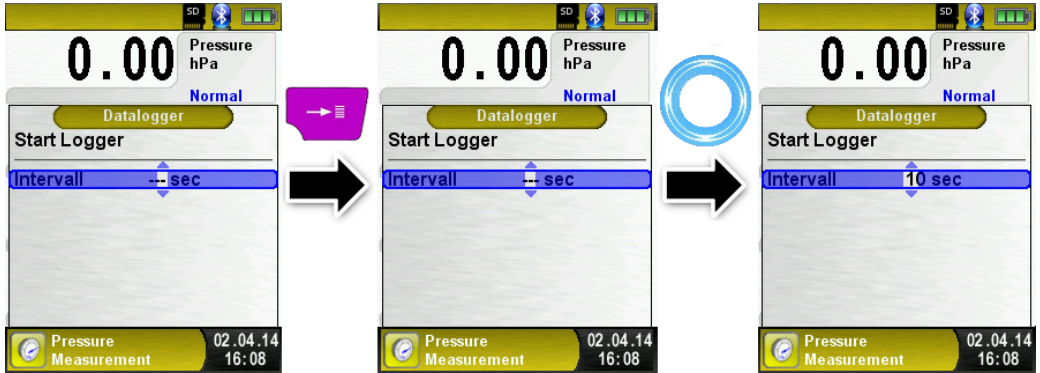 SD
0.00 Pressure
hPa
Normal
Datalogger
Start Logger
Intervall --- sec
Pressure 02.04.14
Measurement 16:08
SD
0.00 Pressure
hPa
Normal
Datalogger
Start Logger
Intervall --- sec
Pressure 02.04.14
Measurement 16:08
SD
0.00 Pressure
hPa
Normal
Datalogger
Start Logger
Intervall 10 sec
Pressure 02.04.14
Measurement 16:08